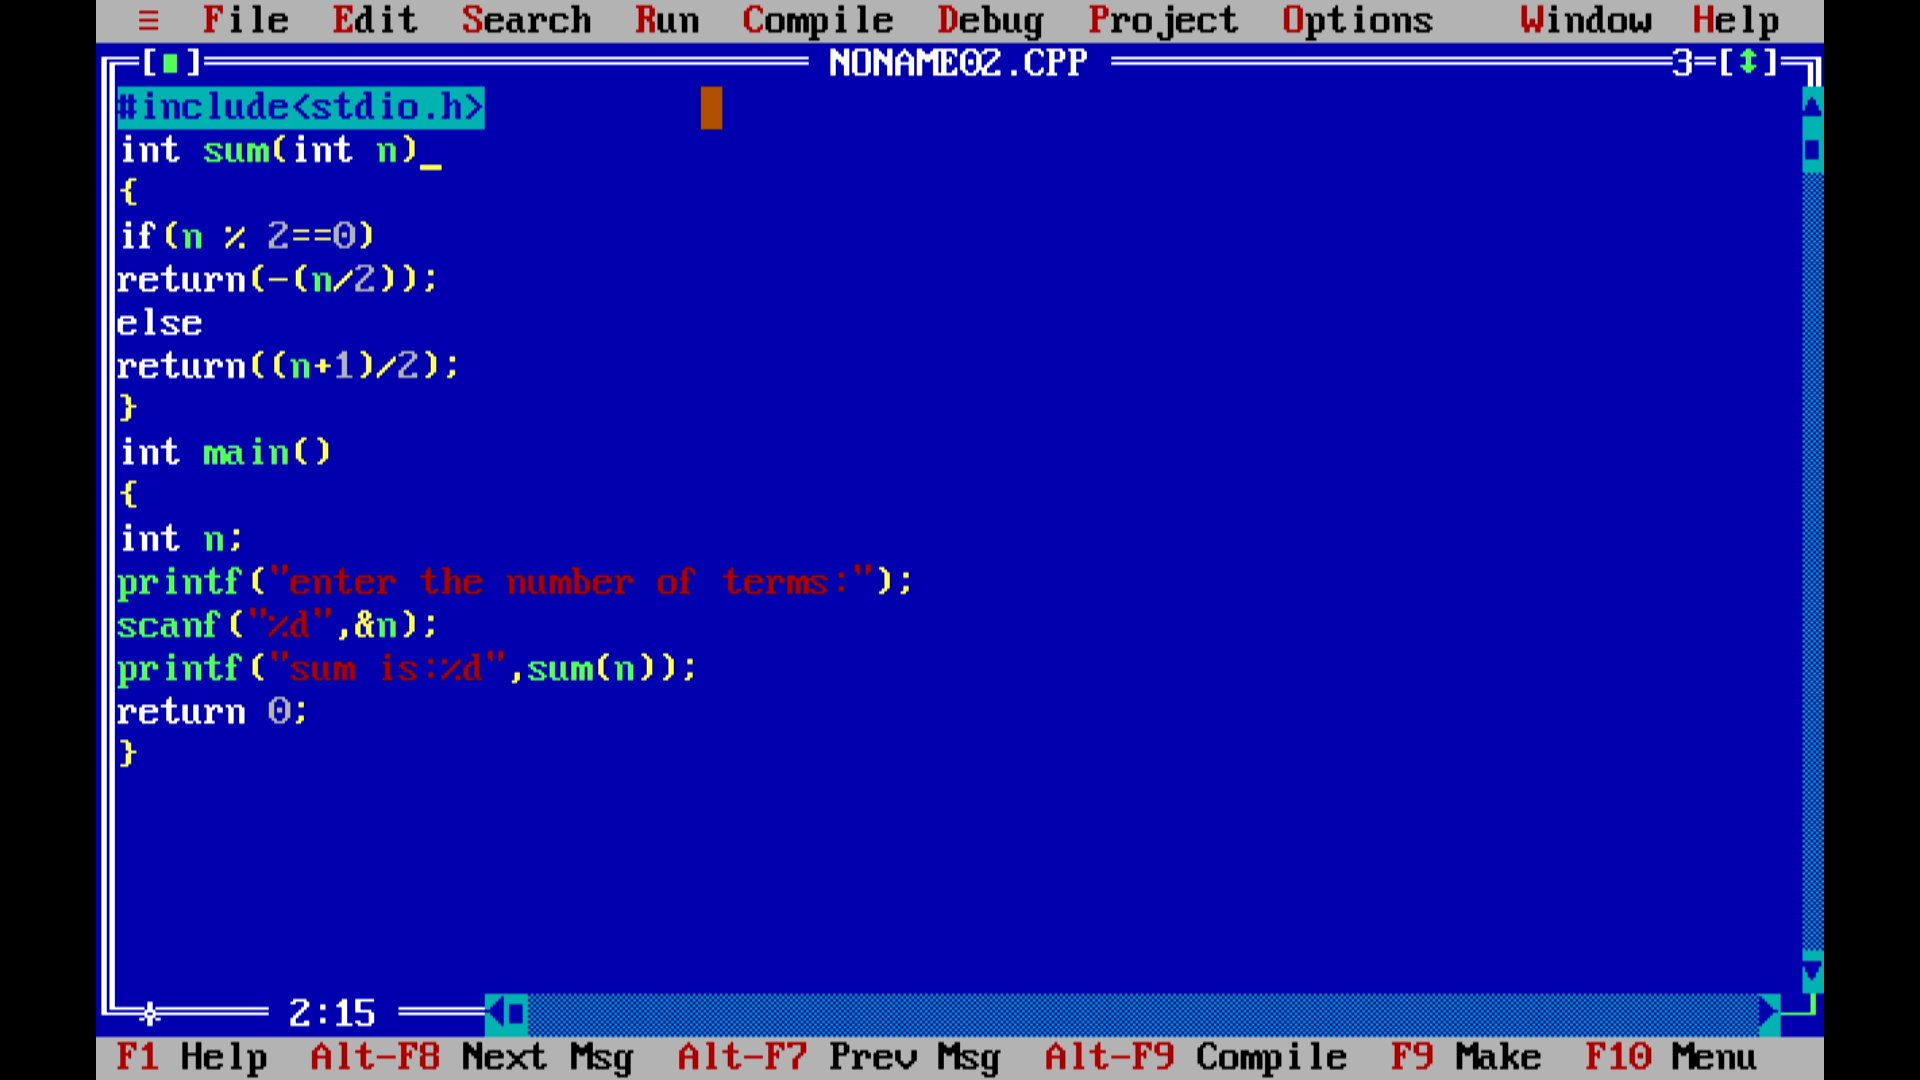 ≡ File Edit Search Run Compile Debug Project Options Window Help
[■] NONAME02.CPP 3=[↕]
#include<stdio.h>
int sum(int n)_
{
if(n % 2==0)
return(-(n/2));
else
return((n+1)/2);
}
int main()
{
int n;
printf("enter the number of terms:");
scanf("%d",&n);
printf("sum is:%d",sum(n));
return 0;
}
2:15
F1 Help Alt-F8 Next Msg Alt-F7 Prev Msg Alt-F9 Compile F9 Make F10 Menu